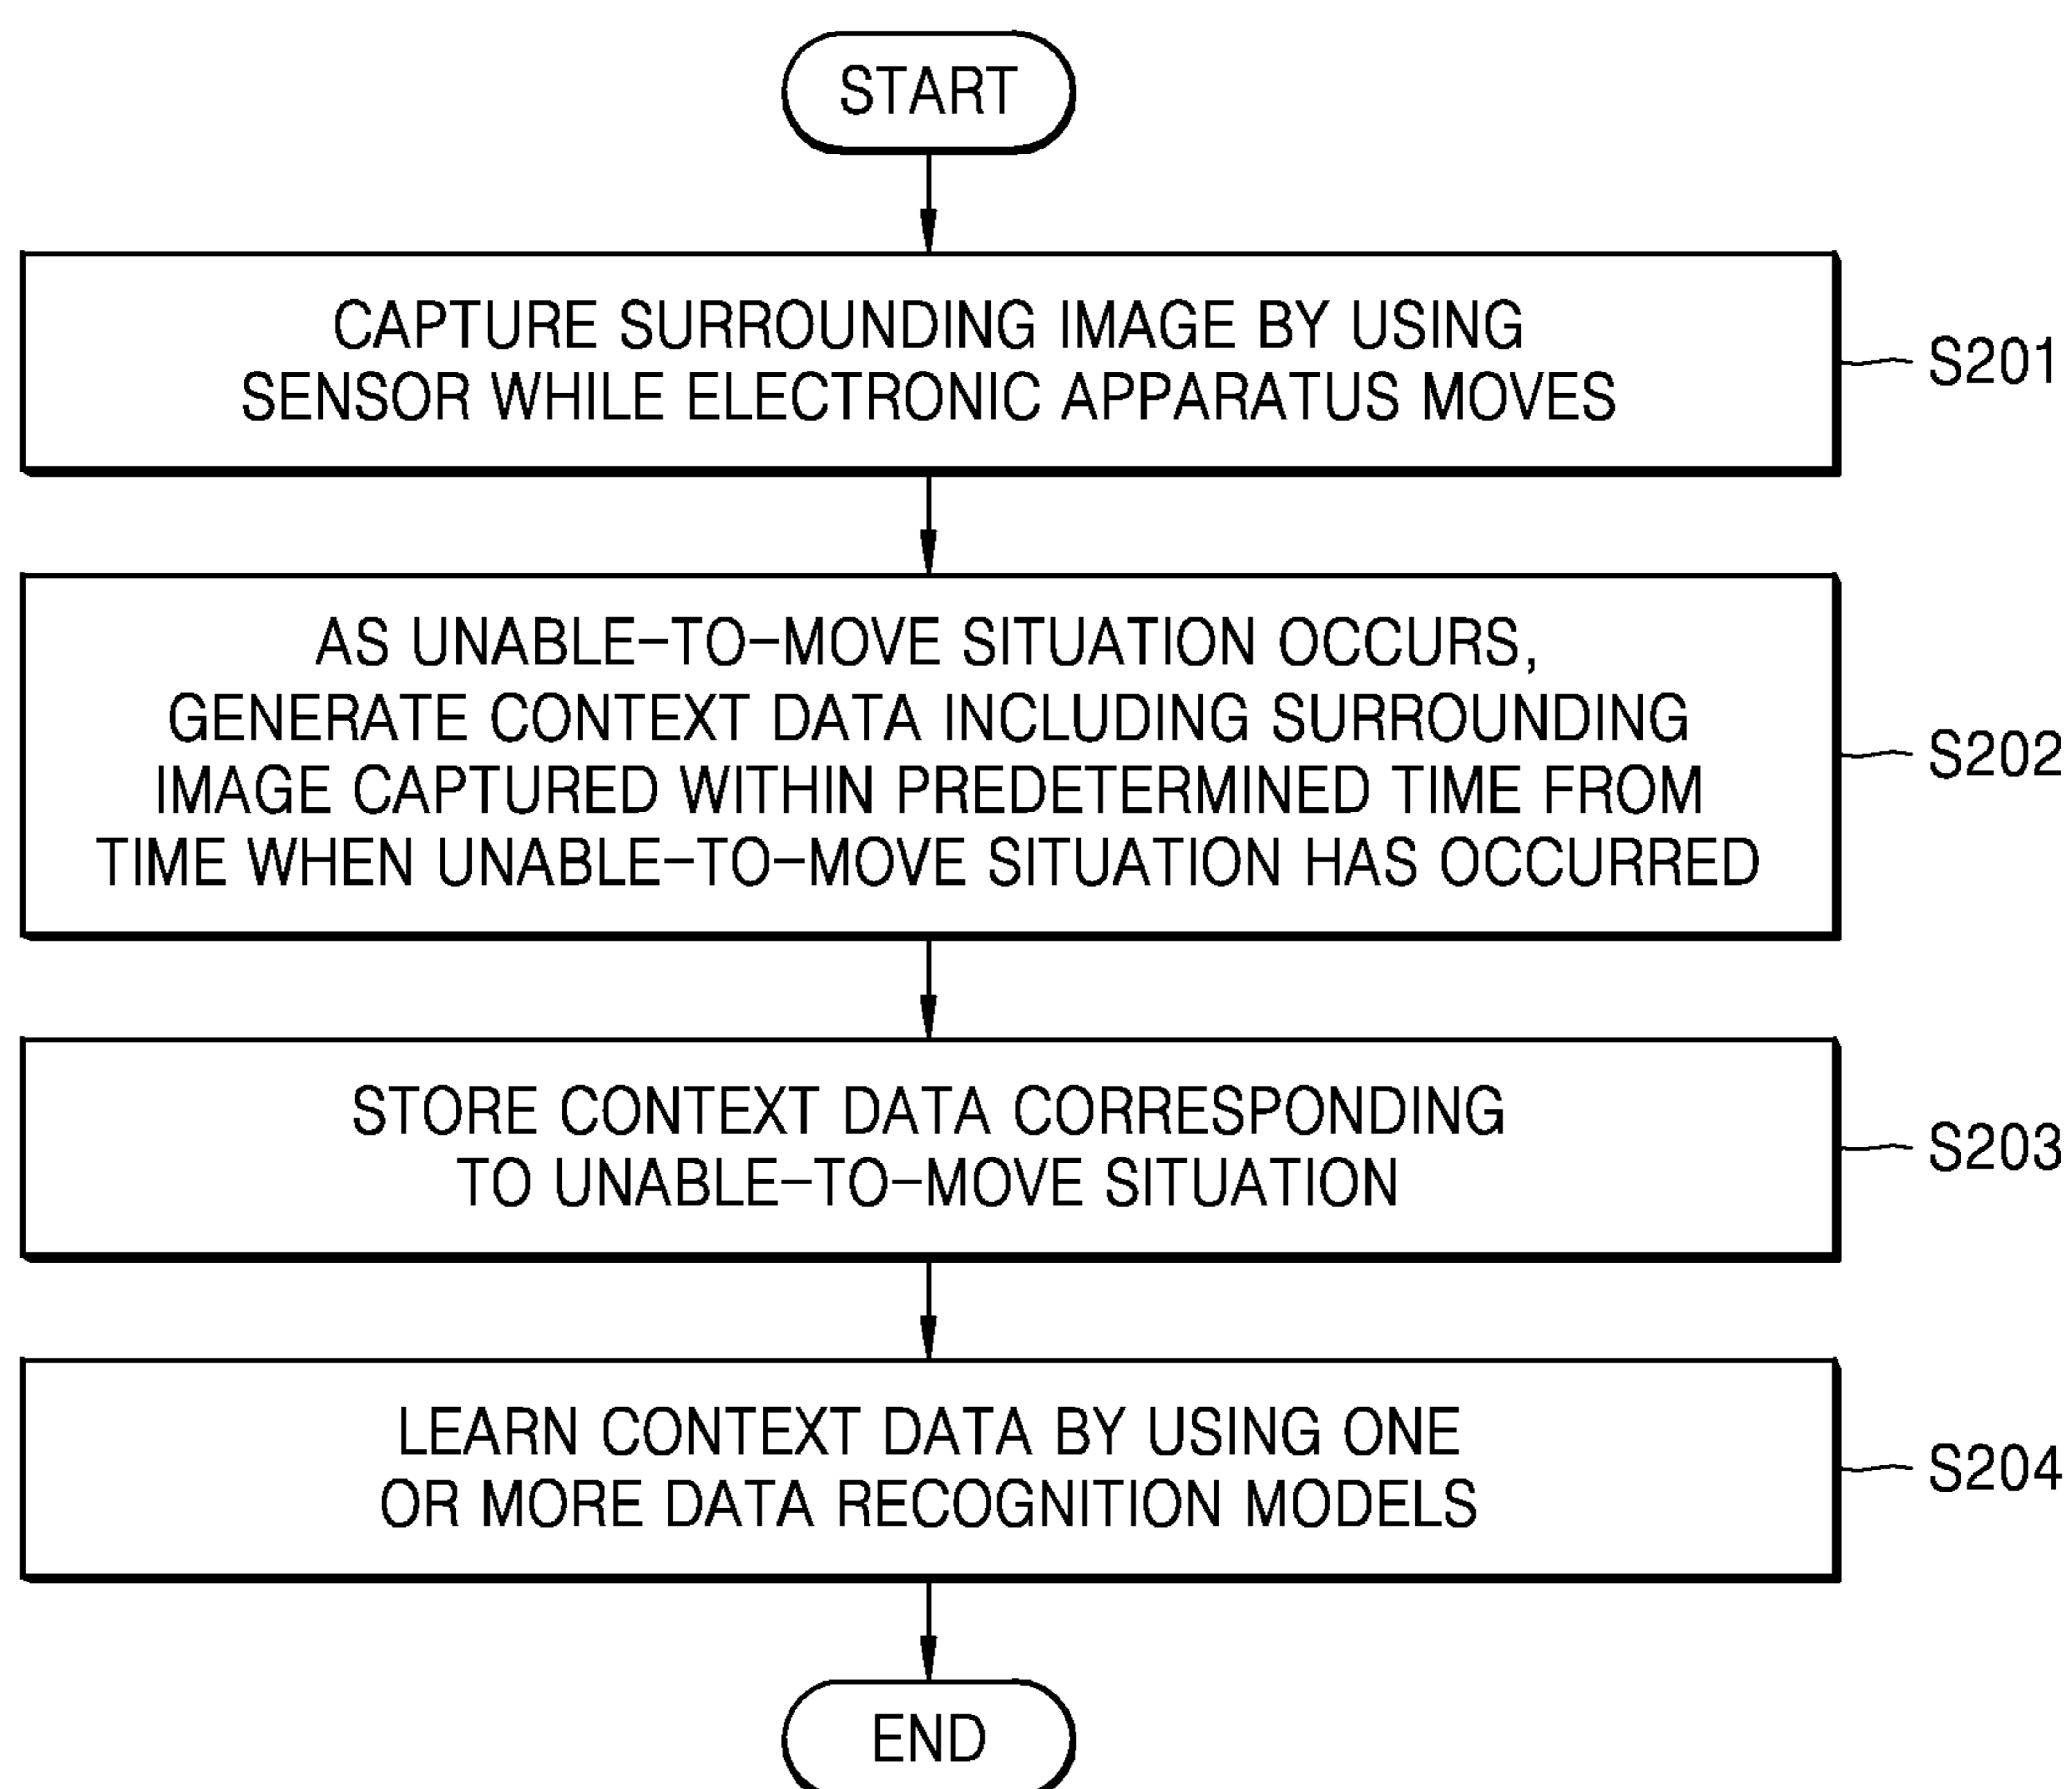 START
CAPTURE SURROUNDING IMAGE BY USING
SENSOR WHILE ELECTRONIC APPARATUS MOVES
S201
AS UNABLE-TO-MOVE SITUATION OCCURS,
GENERATE CONTEXT DATA INCLUDING SURROUNDING
IMAGE CAPTURED WITHIN PREDETERMINED TIME FROM
TIME WHEN UNABLE-TO-MOVE SITUATION HAS OCCURRED
S202
STORE CONTEXT DATA CORRESPONDING
TO UNABLE-TO-MOVE SITUATION
S203
LEARN CONTEXT DATA BY USING ONE
OR MORE DATA RECOGNITION MODELS
S204
END